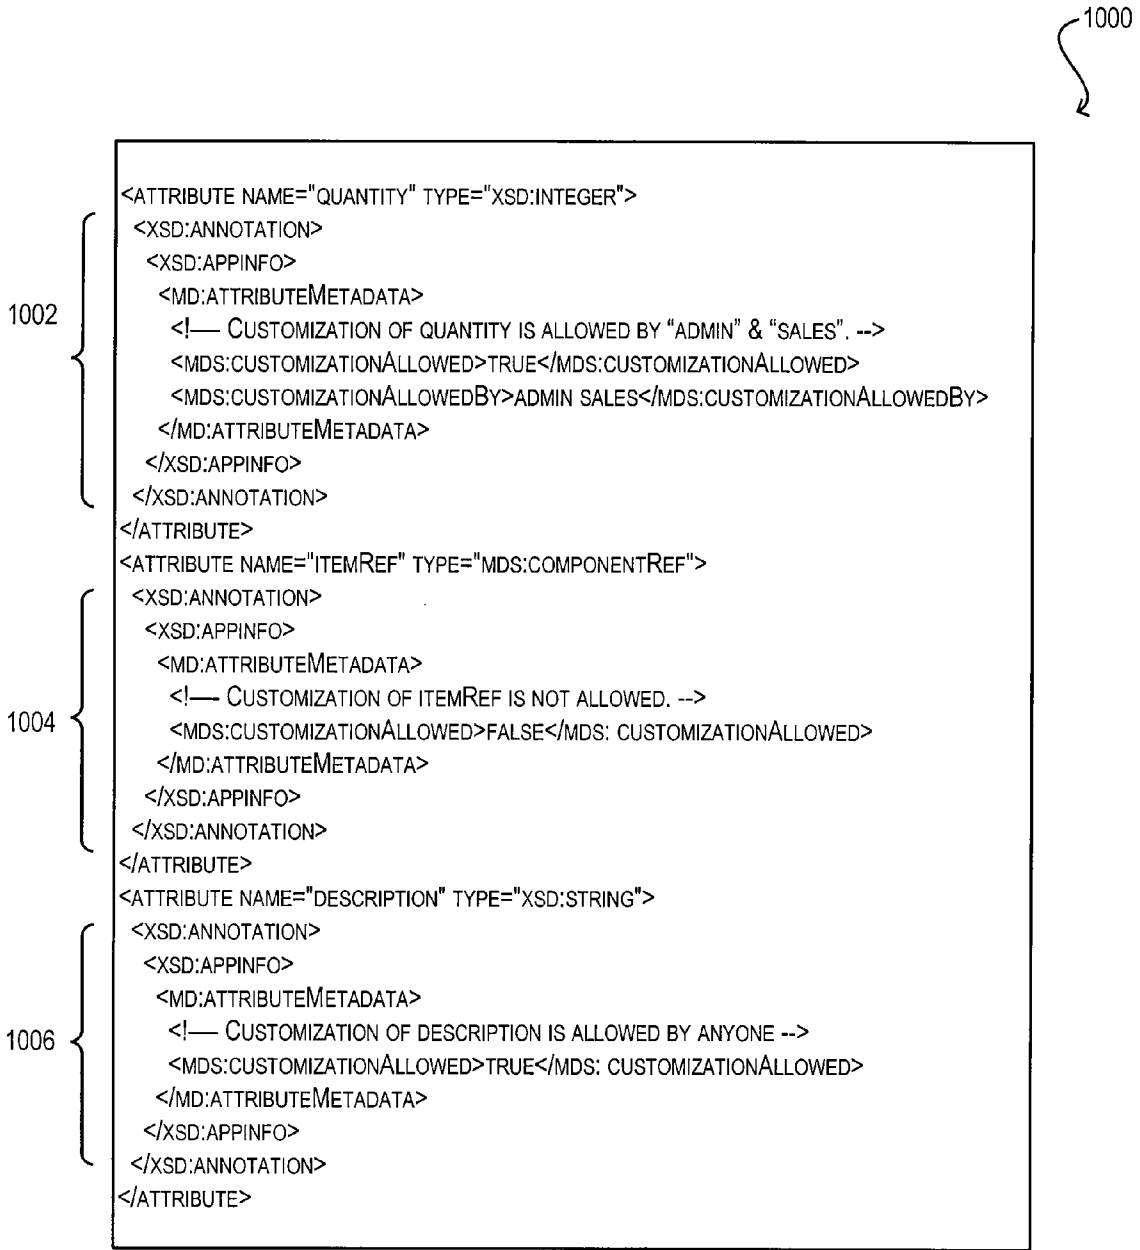 1000
<ATTRIBUTE NAME="QUANTITY" TYPE="XSD:INTEGER">
<XSD:ANNOTATION>
<XSD:APPINFO>
<MD:ATTRIBUTEMETADATA>
1002
<!–– CUSTOMIZATION OF QUANTITY IS ALLOWED BY “ADMIN” & “SALES”. -->
<MDS:CUSTOMIZATIONALLOWED>TRUE</MDS:CUSTOMIZATIONALLOWED>
<MDS:CUSTOMIZATIONALLOWEDBY>ADMIN SALES</MDS:CUSTOMIZATIONALLOWEDBY>
</MD:ATTRIBUTEMETADATA>
</XSD:APPINFO>
</XSD:ANNOTATION>
</ATTRIBUTE>
<ATTRIBUTE NAME="ITEMREF" TYPE="MDS:COMPONENTREF">
<XSD:ANNOTATION>
<XSD:APPINFO>
<MD:ATTRIBUTEMETADATA>
<!–– CUSTOMIZATION OF ITEMREF IS NOT ALLOWED. -->
1004
<MDS:CUSTOMIZATIONALLOWED>FALSE</MDS: CUSTOMIZATIONALLOWED>
</MD:ATTRIBUTEMETADATA>
</XSD:APPINFO>
</XSD:ANNOTATION>
</ATTRIBUTE>
<ATTRIBUTE NAME="DESCRIPTION" TYPE="XSD:STRING">
<XSD:ANNOTATION>
<XSD:APPINFO>
<MD:ATTRIBUTEMETADATA>
1006
<!–– CUSTOMIZATION OF DESCRIPTION IS ALLOWED BY ANYONE -->
<MDS:CUSTOMIZATIONALLOWED>TRUE</MDS: CUSTOMIZATIONALLOWED>
</MD:ATTRIBUTEMETADATA>
</XSD:APPINFO>
</XSD:ANNOTATION>
</ATTRIBUTE>